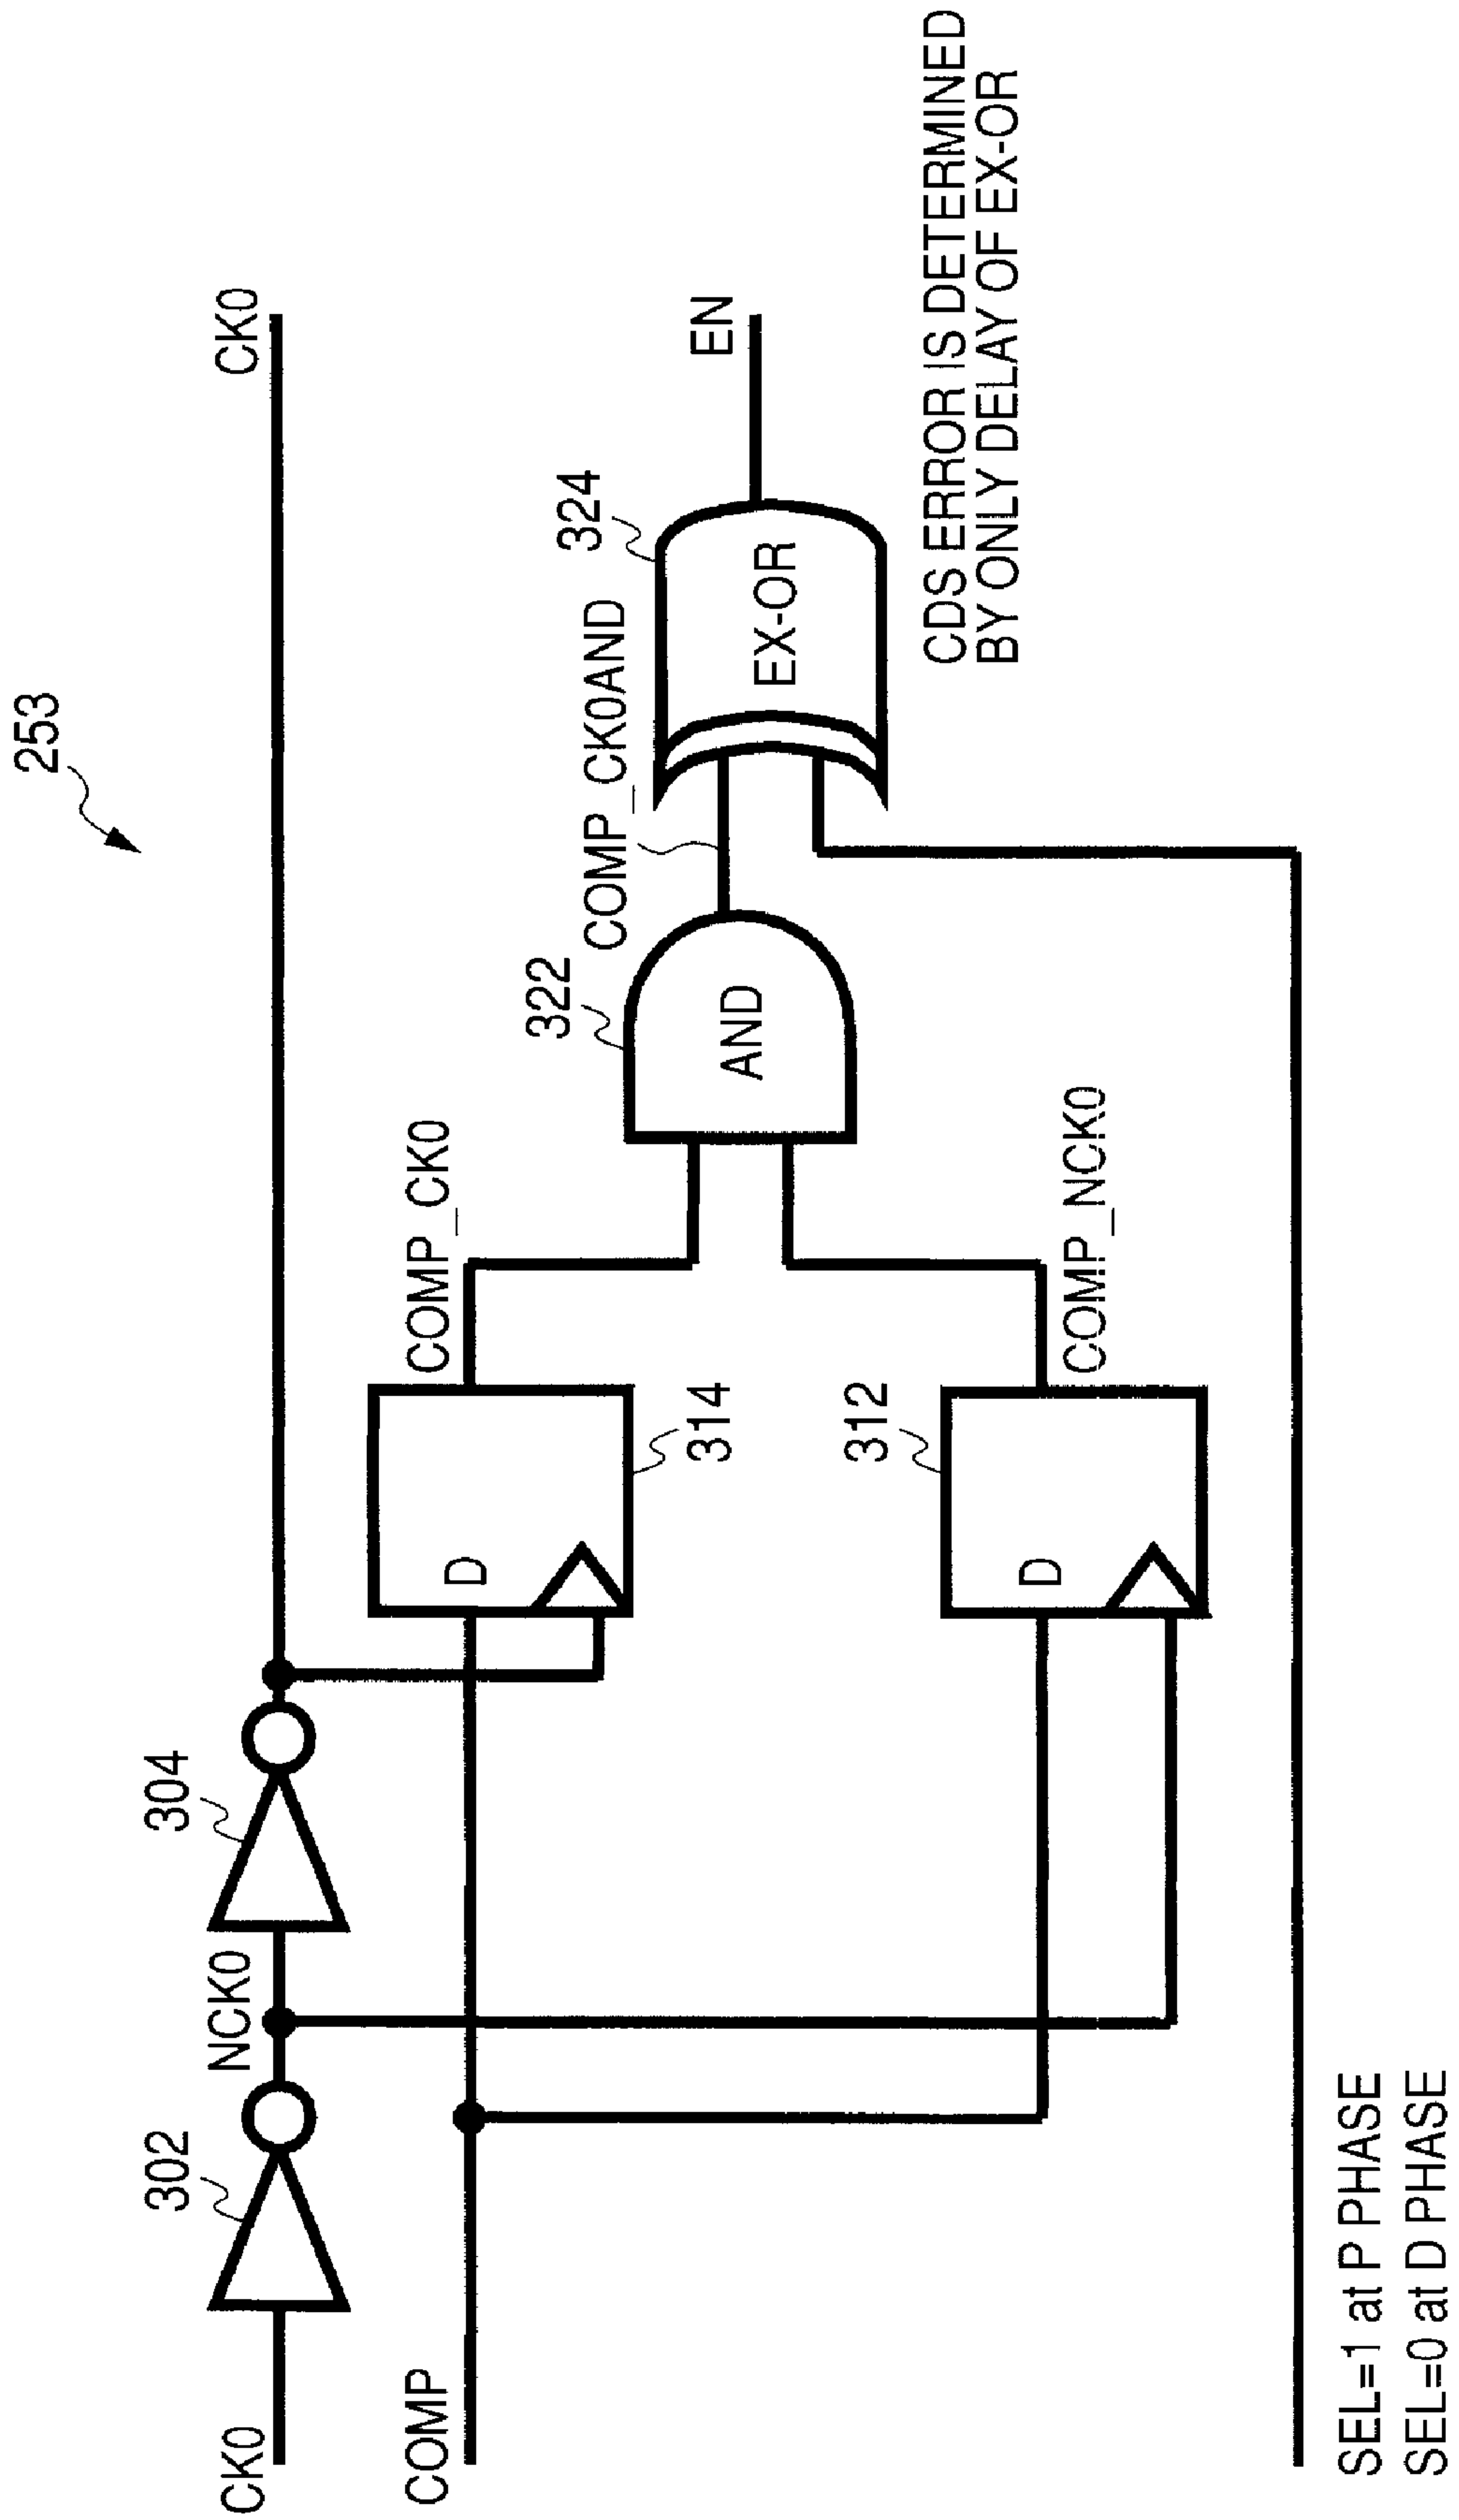 253
CK0
302
NCK0
304
CK0
COMP
D
314
COMP_CK0
322
AND
COMP_CK0AND
324
EX-OR
EN
D
312
COMP_NCK0
CDS ERROR IS DETERMINED
BY ONLY DELAY OF EX-OR
SEL=1 at P PHASE
SEL=0 at D PHASE